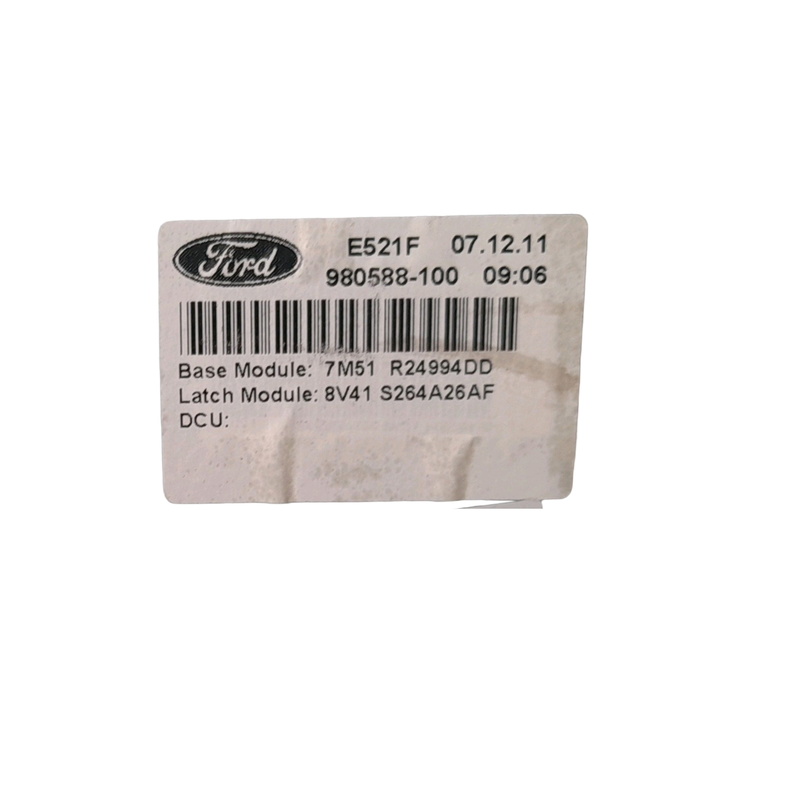 Ford E521F 07.12.11
980588-100 09:06
Base Module: 7M51 R24994DD
Latch Module: 8V41 S264A26AF
DCU: